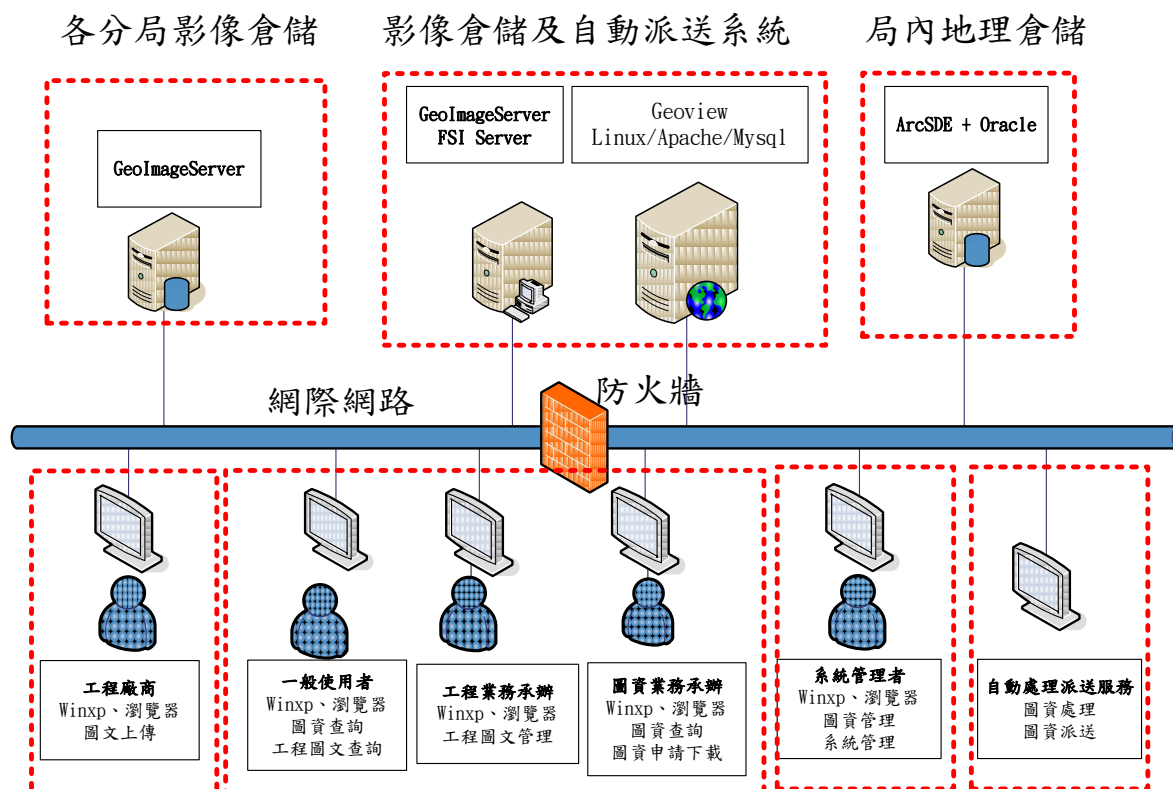 各分局影像倉儲
影像倉儲及自動派送系統
局內地理倉儲
GeoImageServer
GeoImageServer
FSI Server
Geoview
Linux/Apache/Mysql
ArcSDE + Oracle
網際網路
防火牆
工程廠商
Winxp、瀏覽器
圖文上傳
一般使用者
Winxp、瀏覽器
圖資查詢
工程圖文查詢
工程業務承辦
Winxp、瀏覽器
工程圖文管理
圖資業務承辦
Winxp、瀏覽器
圖資查詢
圖資申請下載
系統管理者
Winxp、瀏覽器
圖資管理
系統管理
自動處理派送服務
圖資處理
圖資派送